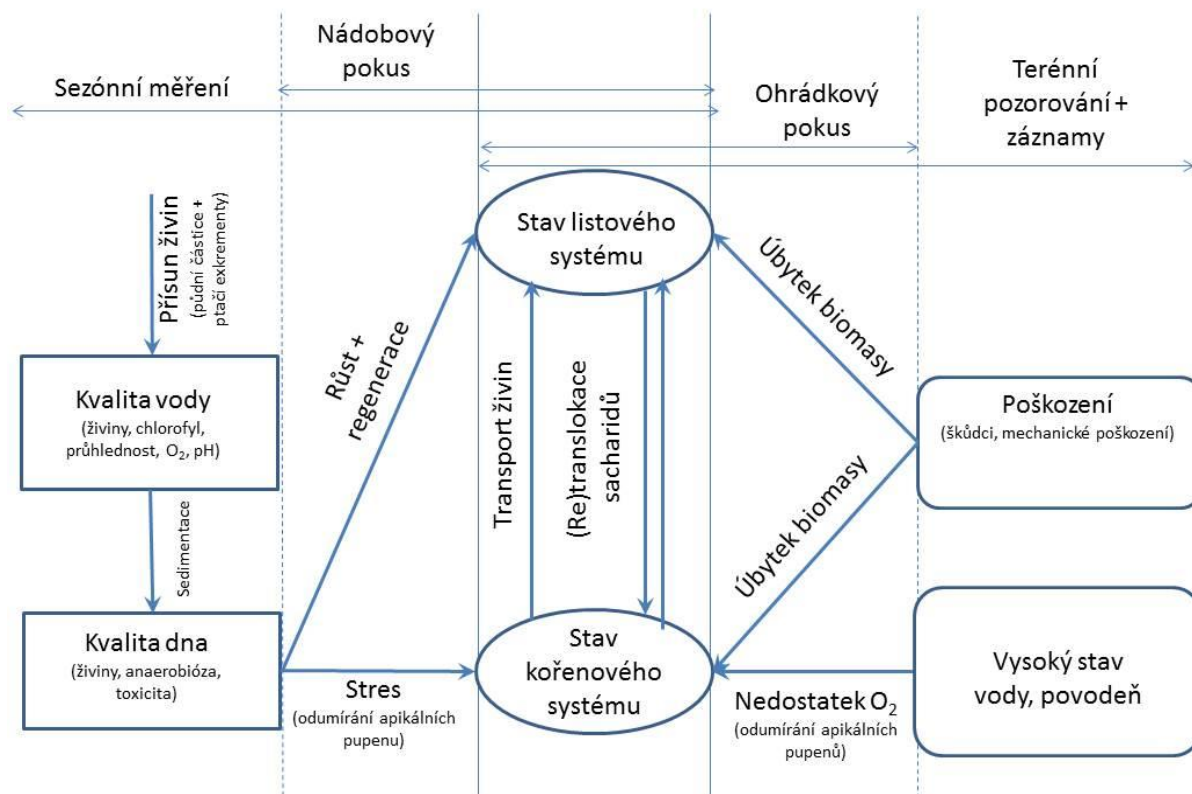 Nádobový
pokus
Sezónní měření
Ohrádkový
pokus
Terénní
pozorování +
záznamy
Přísun živin
(půdní částice +
ptačí exkrementy)
Stav listového
systému
Kvalita vody
(živiny, chlorofyl,
průhlednost, O₂, pH)
Růst +
regenerace
Transport živin
(Re)translokace
sacharidů
Úbytek biomasy
Úbytek biomasy
Poškození
(škůdci, mechanické poškození)
Sedimentace
Kvalita dna
(živiny, anaerobióza,
toxicita)
Stres
(odumírání apikálních
pupenu)
Stav
kořenového
systému
Nedostatek O₂
(odumírání apikálních
pupenů)
Vysoký stav
vody, povodeň